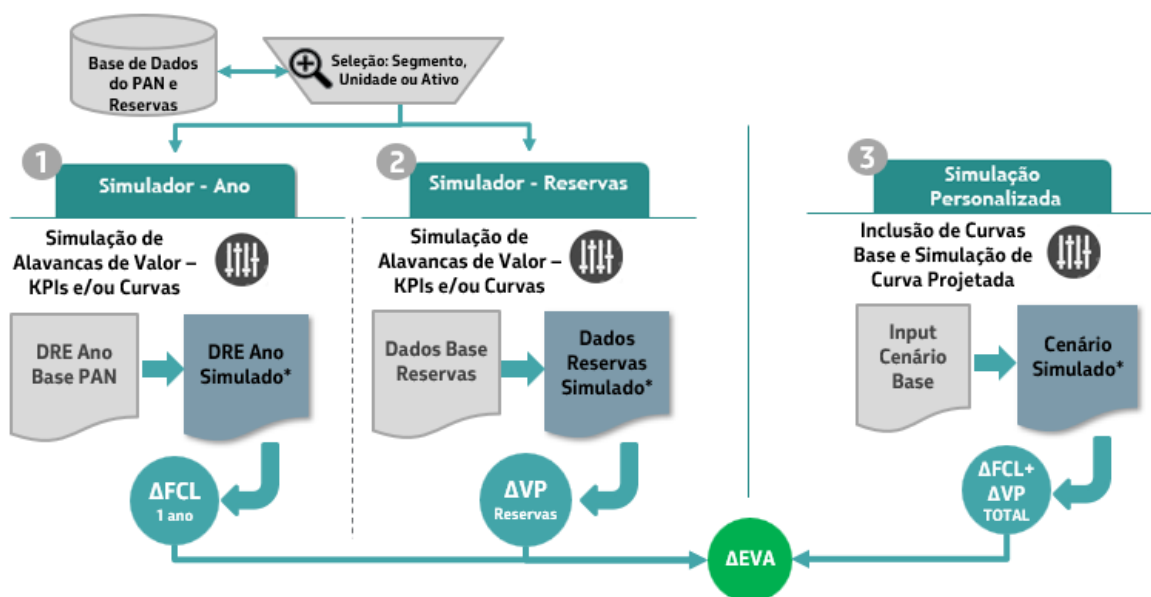 Base de Dados
do PAN e
Reservas
Seleção: Segmento,
Unidade ou Ativo
1
Simulador - Ano
Simulação de
Alavancas de Valor –
KPIs e/ou Curvas
DRE Ano
Base PAN
DRE Ano
Simulado*
ΔFCL
1 ano
2
Simulador - Reservas
Simulação de
Alavancas de Valor –
KPIs e/ou Curvas
Dados Base
Reservas
Dados
Reservas
Simulado*
ΔVP
Reservas
3
Simulação
Personalizada
Inclusão de Curvas
Base e Simulação de
Curva Projetada
Input
Cenário
Base
Cenário
Simulado*
ΔFCL+
ΔVP
TOTAL
ΔEVA